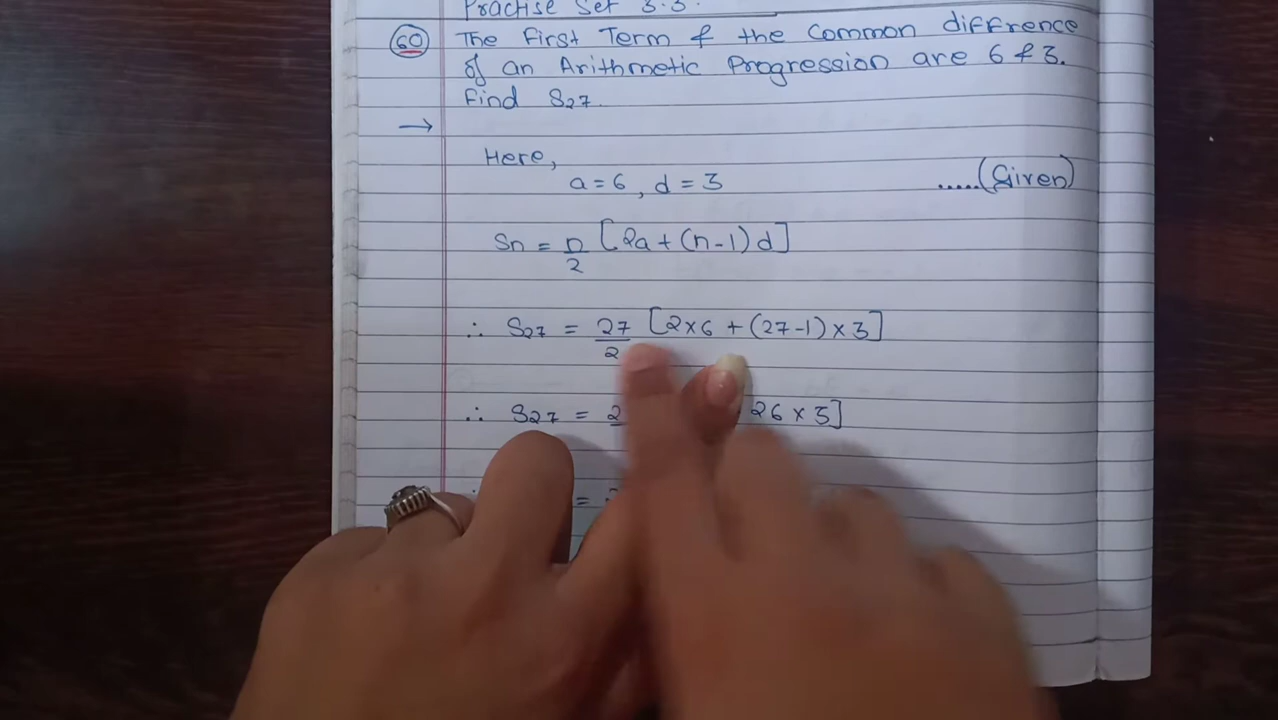 Practise Set 3.3.
60 The First Term & the Common diffrence
of an Arithmetic Progression are 6 & 3.
Find S27.
→
Here,
a = 6, d = 3 .....(Given)
Sn = n/2 [2a + (n-1) d]
∴ S27 = 27/2 [2×6 + (27-1) × 3]
∴ S27 = 2 26 × 3]
=